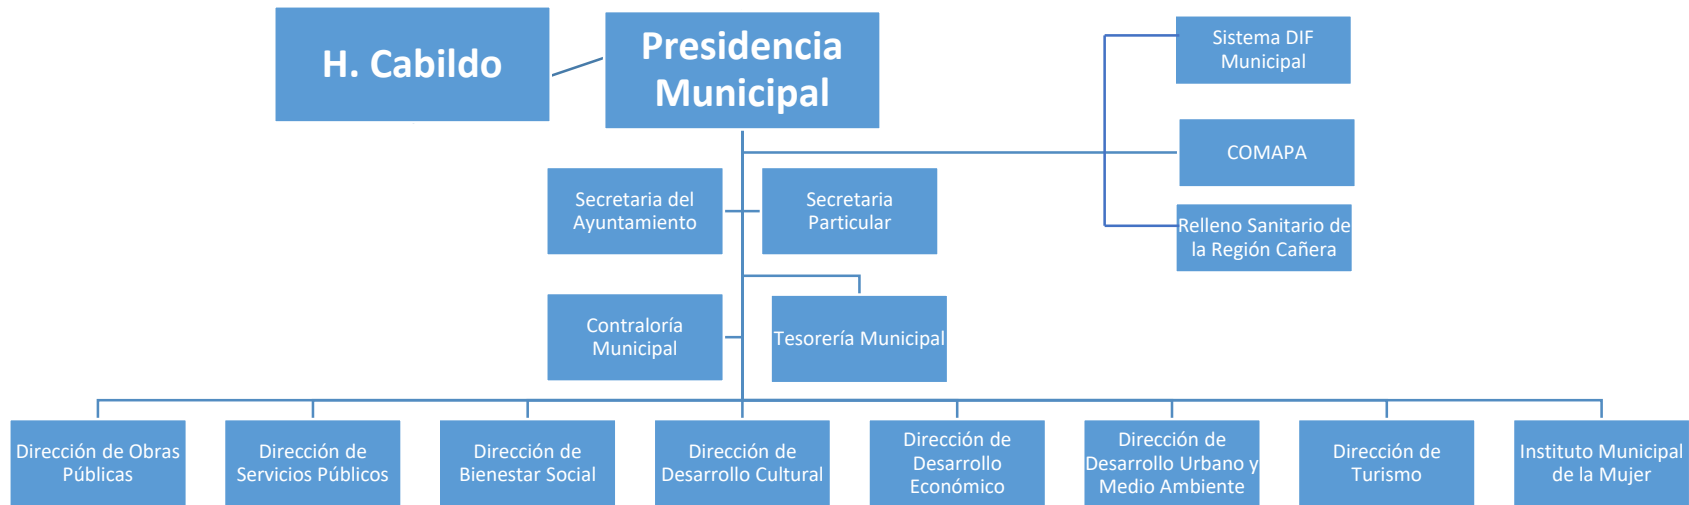 H. Cabildo
Presidencia
Municipal
Sistema DIF
Municipal
COMAPA
Relleno Sanitario de
la Región Cañera
Secretaria del
Ayuntamiento
Secretaria
Particular
Contraloría
Municipal
Tesorería Municipal
Dirección de Obras
Públicas
Dirección de
Servicios Públicos
Dirección de
Bienestar Social
Dirección de
Desarrollo Cultural
Dirección de
Desarrollo
Económico
Dirección de
Desarrollo Urbano y
Medio Ambiente
Dirección de
Turismo
Instituto Municipal
de la Mujer